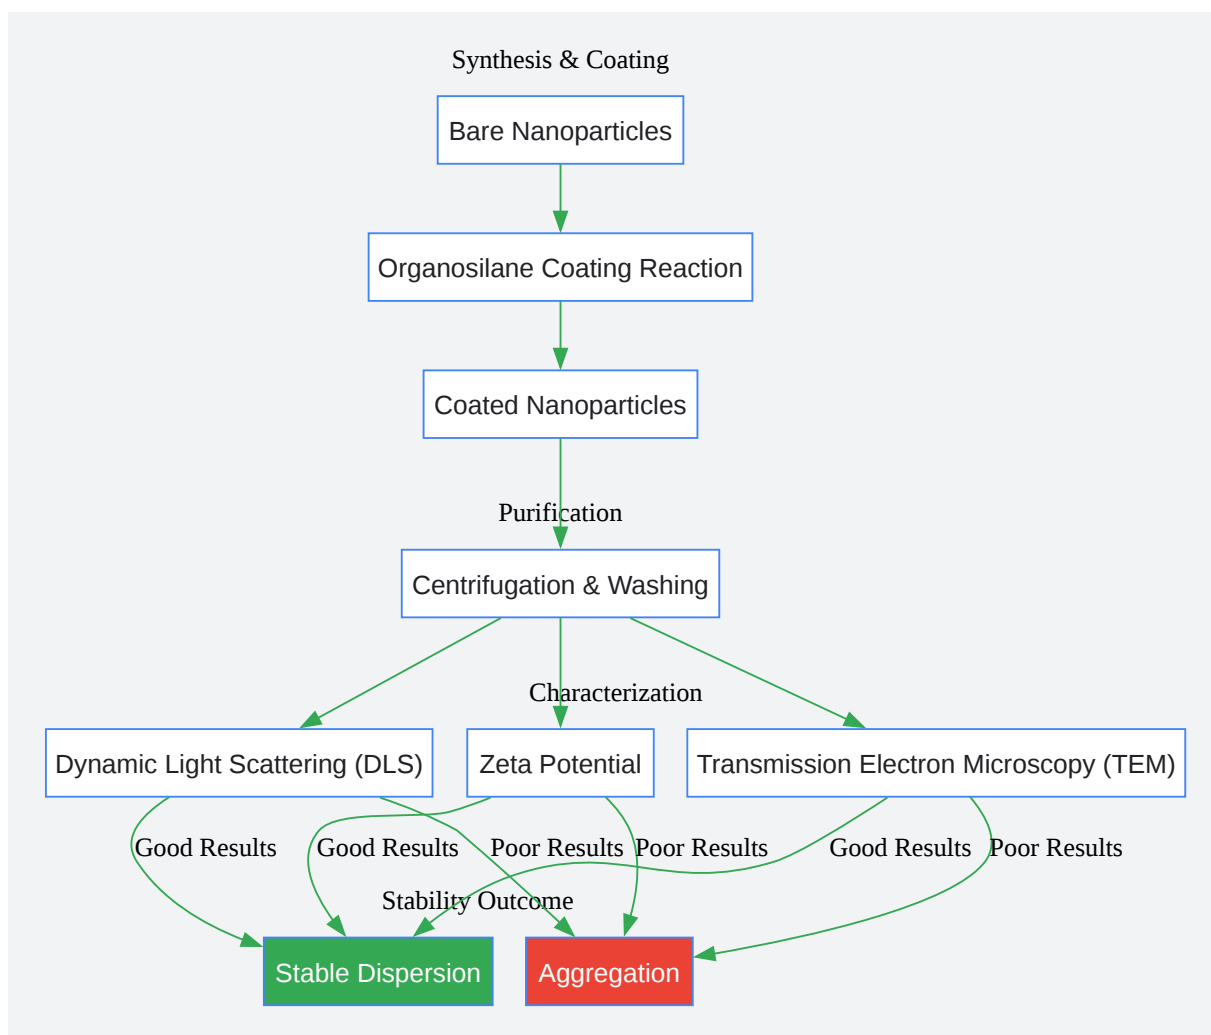 Synthesis & Coating
Bare Nanoparticles
Organosilane Coating Reaction
Coated Nanoparticles
Purification
Centrifugation & Washing
Characterization
Dynamic Light Scattering (DLS)
Zeta Potential
Transmission Electron Microscopy (TEM)
Good Results
Good Results
Poor Results
Poor Results
Good Results
Poor Results
Stability Outcome
Stable Dispersion
Aggregation